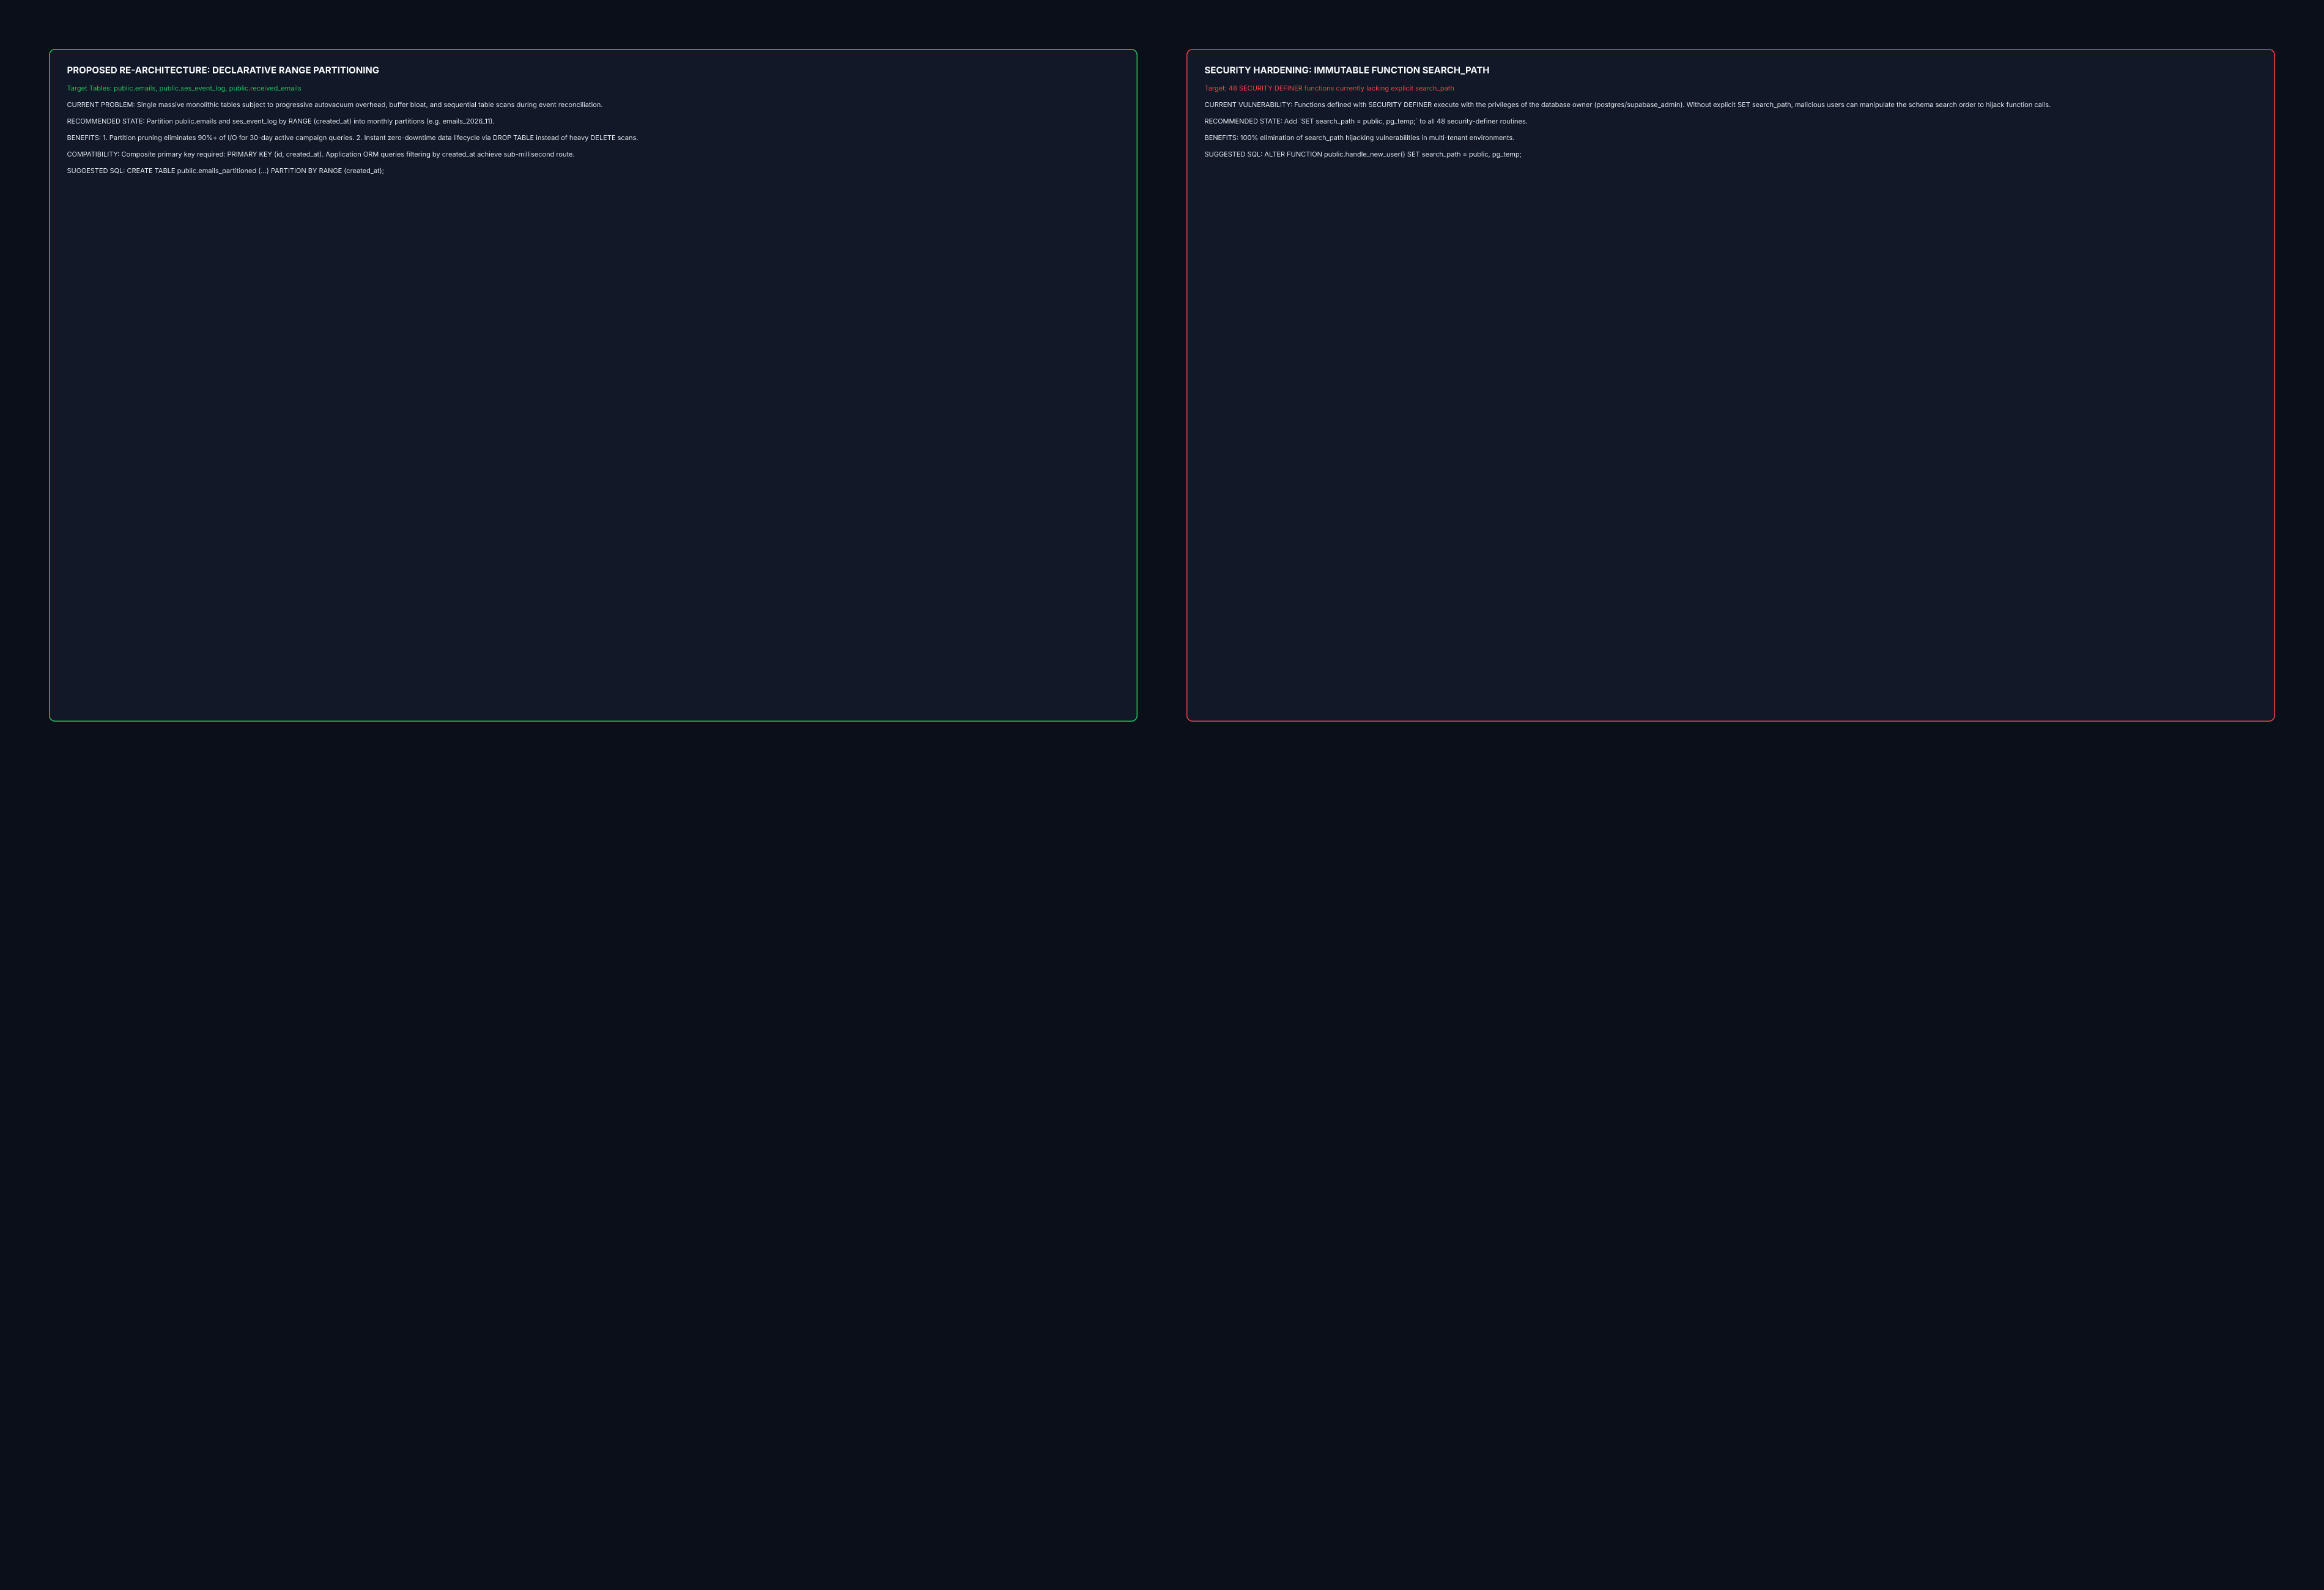 PROPOSED RE-ARCHITECTURE: DECLARATIVE RANGE PARTITIONING
Target Tables: public.emails, public.ses_event_log, public.received_emails
CURRENT PROBLEM: Single massive monolithic tables subject to progressive autovacuum overhead, buffer bloat, and sequential table scans during event reconciliation.
RECOMMENDED STATE: Partition public.emails and ses_event_log by RANGE (created_at) into monthly partitions (e.g. emails_2026_11).
BENEFITS: 1. Partition pruning eliminates 90%+ of I/O for 30-day active campaign queries. 2. Instant zero-downtime data lifecycle via DROP TABLE instead of heavy DELETE scans.
COMPATIBILITY: Composite primary key required: PRIMARY KEY (id, created_at). Application ORM queries filtering by created_at achieve sub-millisecond route.
SUGGESTED SQL: CREATE TABLE public.emails_partitioned (...) PARTITION BY RANGE (created_at);
SECURITY HARDENING: IMMUTABLE FUNCTION SEARCH_PATH
Target: 48 SECURITY DEFINER functions currently lacking explicit search_path
CURRENT VULNERABILITY: Functions defined with SECURITY DEFINER execute with the privileges of the database owner (postgres/supabase_admin). Without explicit SET search_path, malicious users can manipulate the schema search order to hijack function calls.
RECOMMENDED STATE: Add `SET search_path = public, pg_temp;` to all 48 security-definer routines.
BENEFITS: 100% elimination of search_path hijacking vulnerabilities in multi-tenant environments.
SUGGESTED SQL: ALTER FUNCTION public.handle_new_user() SET search_path = public, pg_temp;